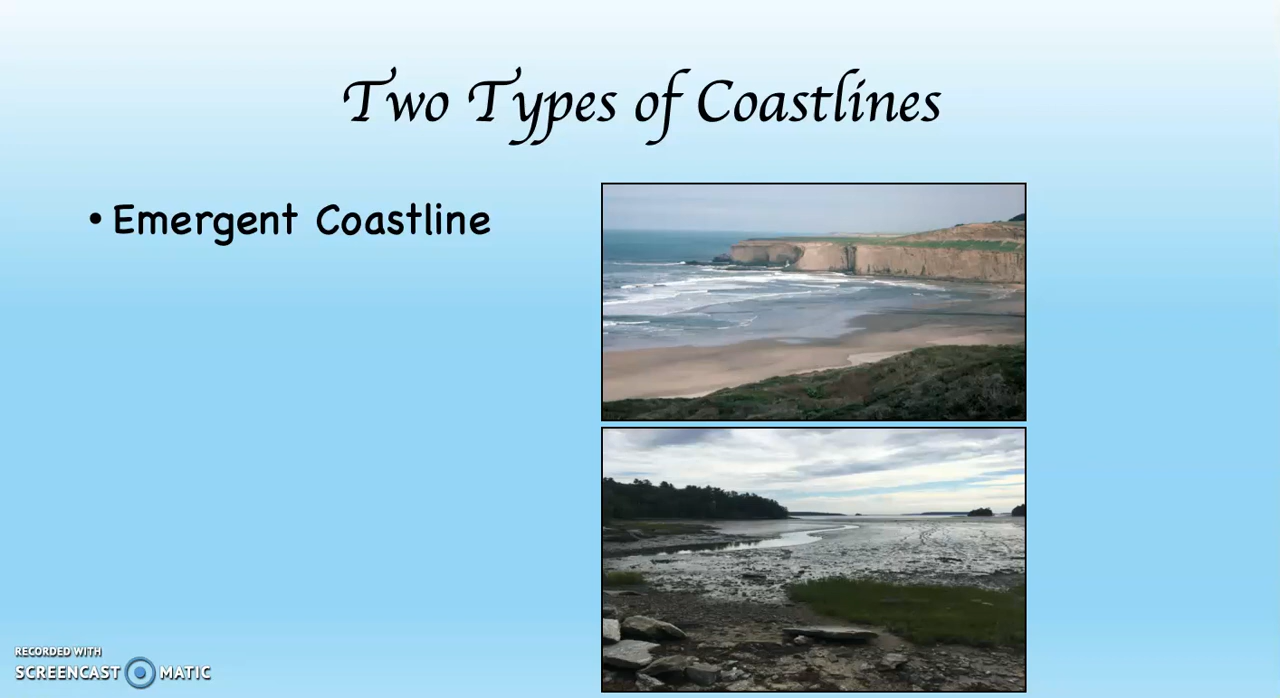 Two Types of Coastlines
• Emergent Coastline
RECORDED WITH
SCREENCAST MATIC